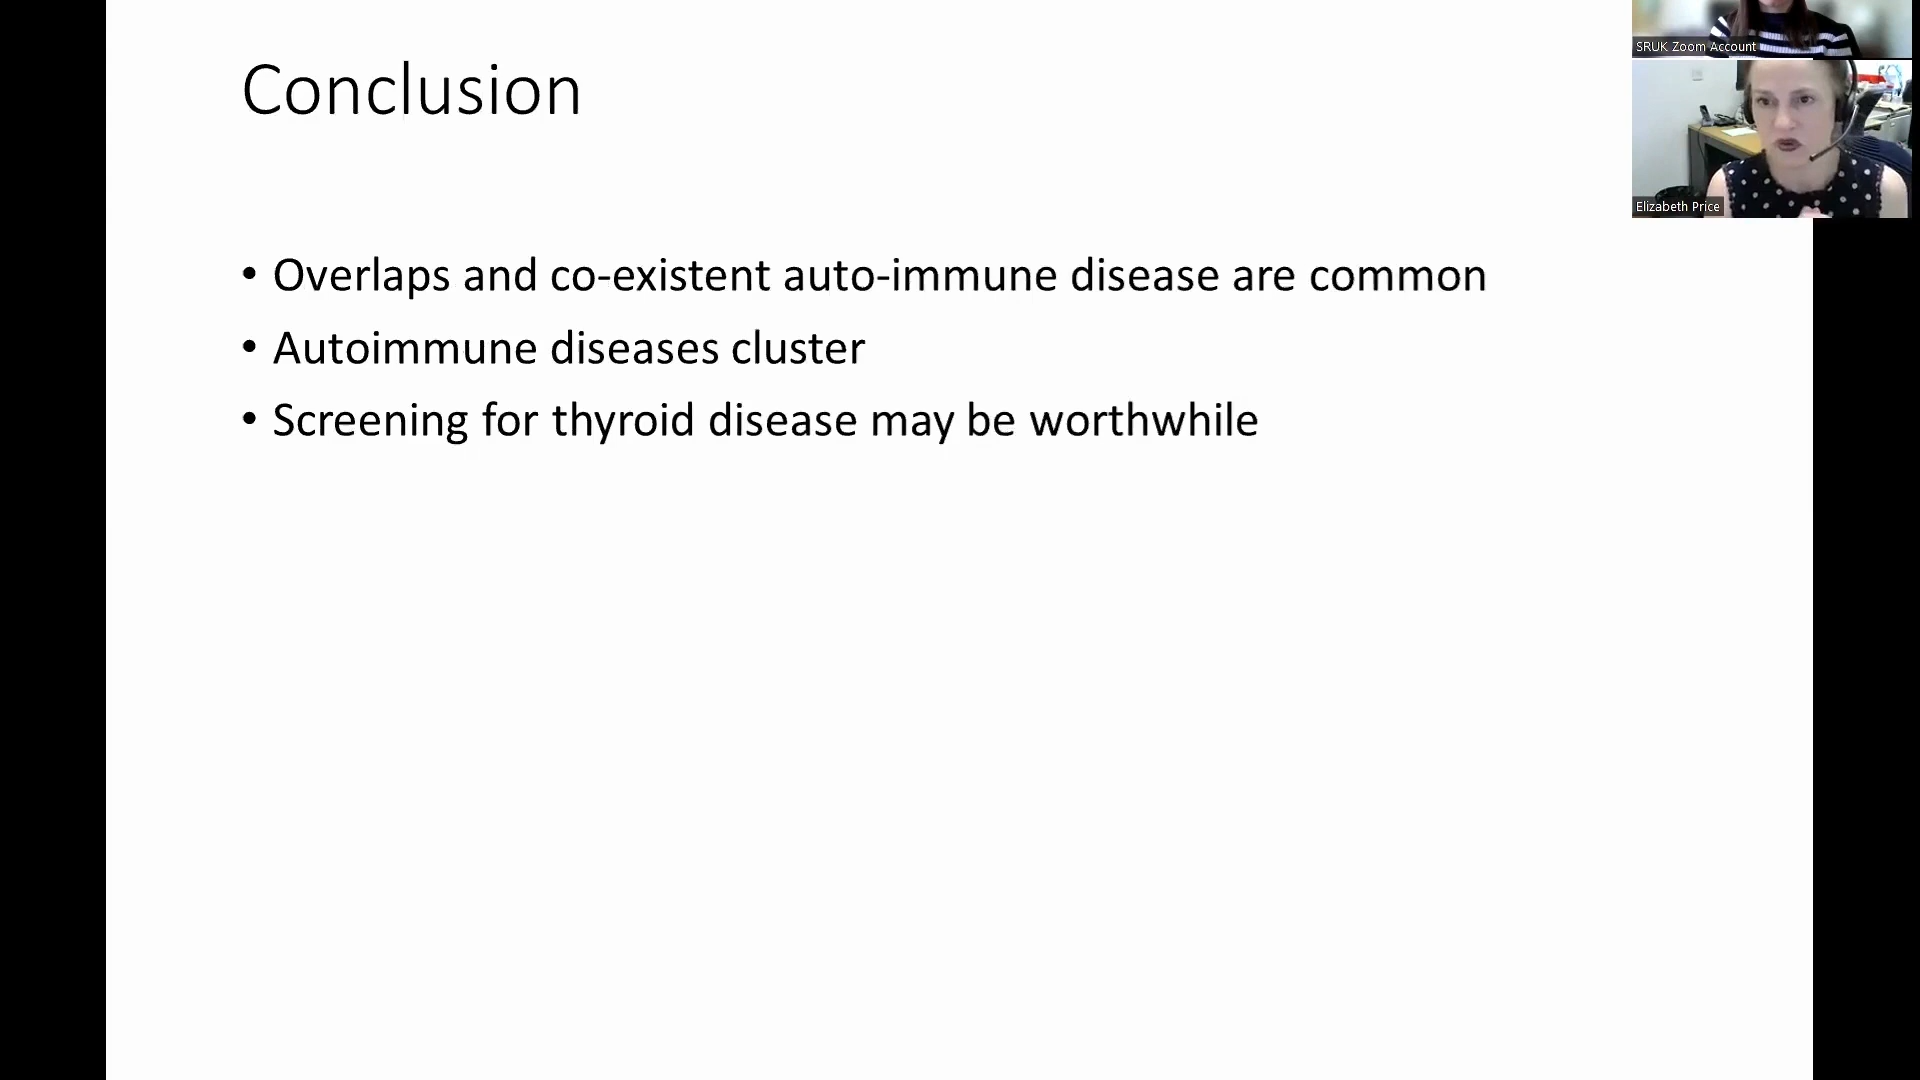 Conclusion
SRUK Zoom Account
Elizabeth Price
• Overlaps and co-existent auto-immune disease are common
• Autoimmune diseases cluster
• Screening for thyroid disease may be worthwhile